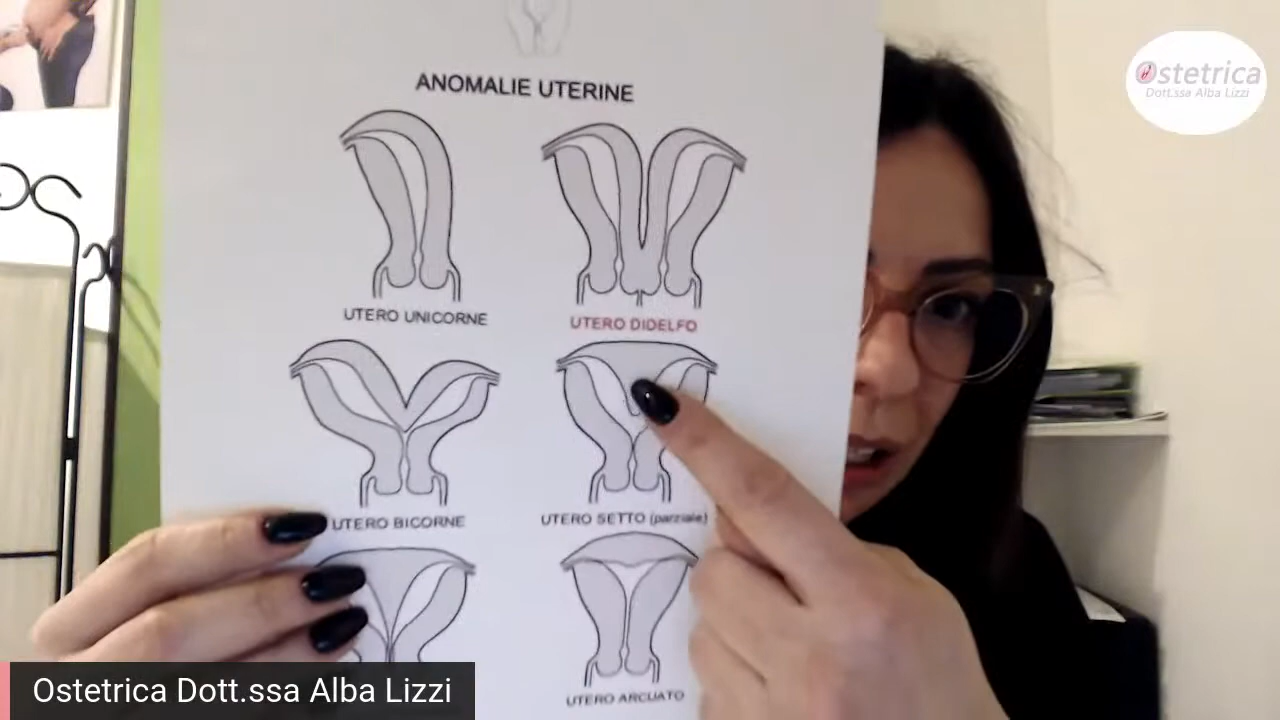 Ostetrica
Dott.ssa Alba Lizzi
ANOMALIE UTERINE
UTERO UNICORNE
UTERO DIDELFO
UTERO BICORNE
UTERO SETTO (parziale)
UTERO ARCUATO
Ostetrica Dott.ssa Alba Lizzi